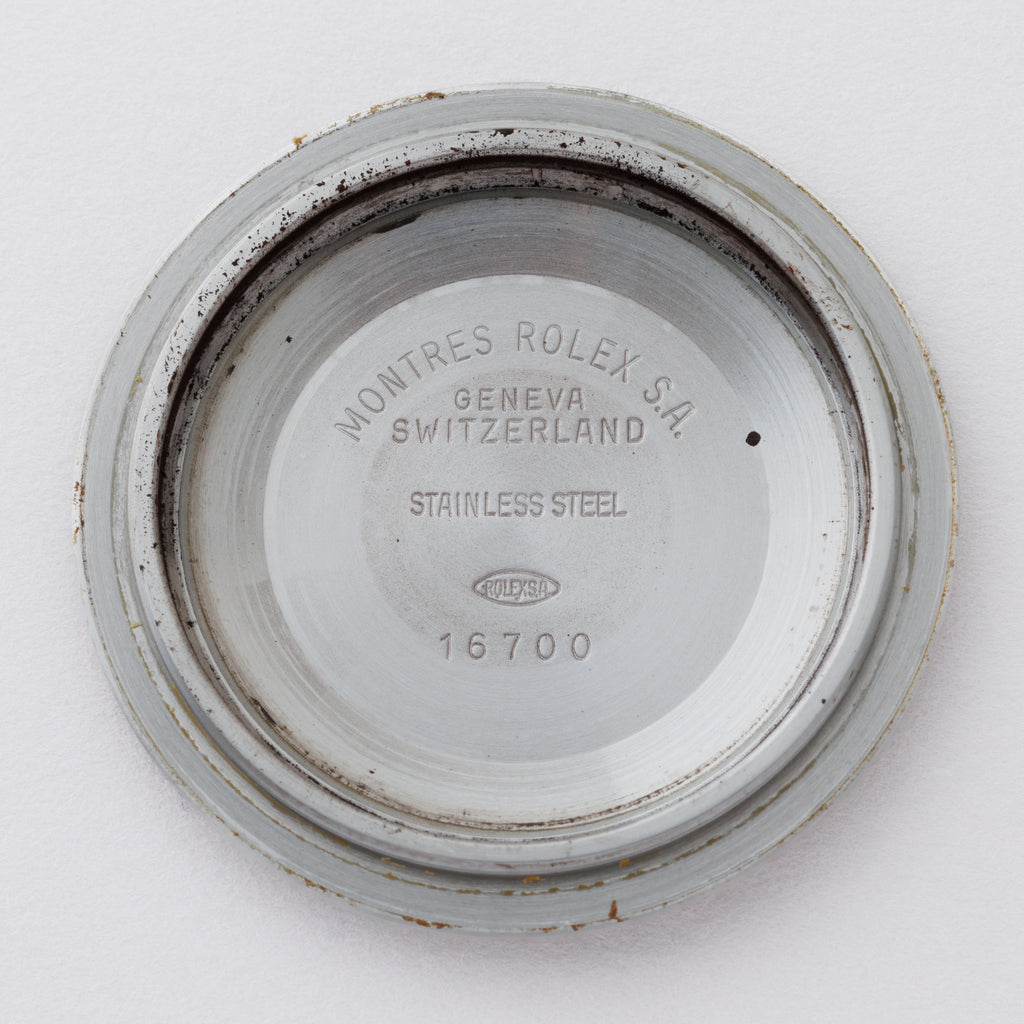 MONTRES ROLEX S.A.
GENEVA
SWITZERLAND
STAINLESS STEEL
ROLEX S.A.
16700